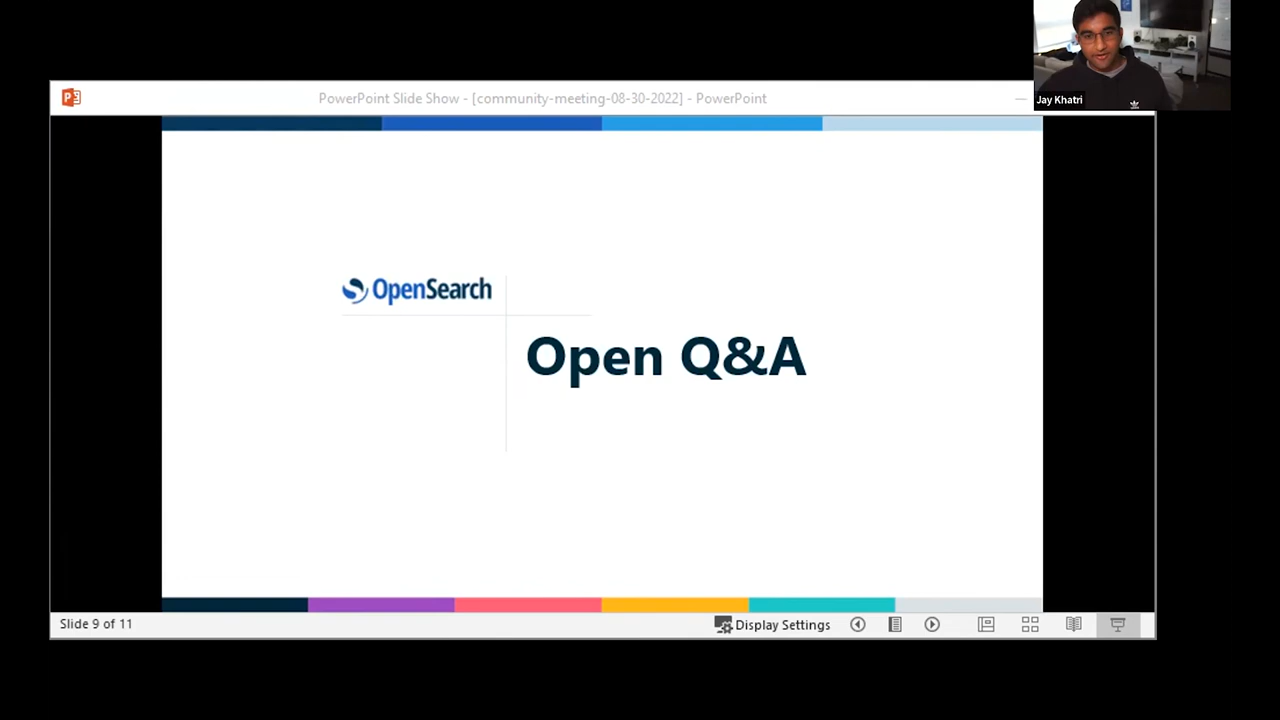 PowerPoint Slide Show - [community-meeting-08-30-2022] - PowerPoint
Jay Khatri
OpenSearch
Open Q&A
Slide 9 of 11
Display Settings